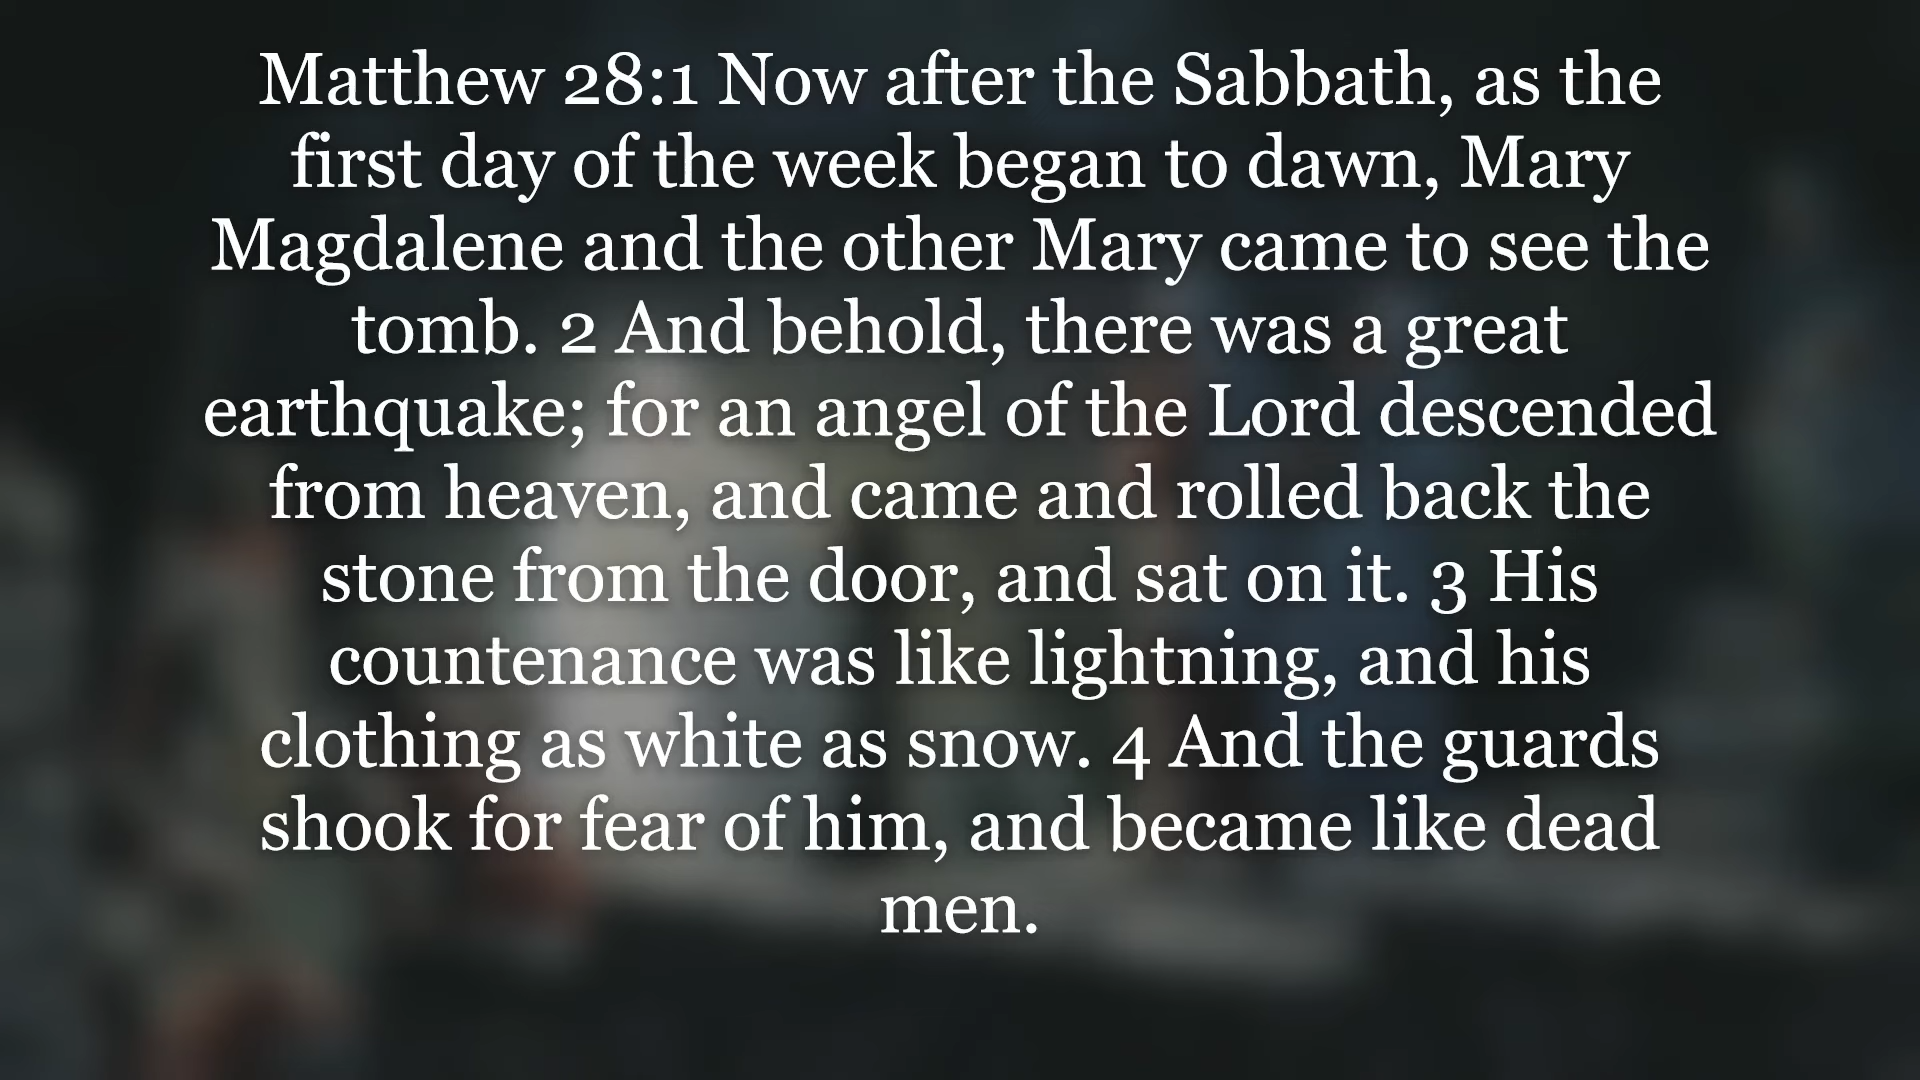 Matthew 28:1 Now after the Sabbath, as the
first day of the week began to dawn, Mary
Magdalene and the other Mary came to see the
tomb. 2 And behold, there was a great
earthquake; for an angel of the Lord descended
from heaven, and came and rolled back the
stone from the door, and sat on it. 3 His
countenance was like lightning, and his
clothing as white as snow. 4 And the guards
shook for fear of him, and became like dead
men.